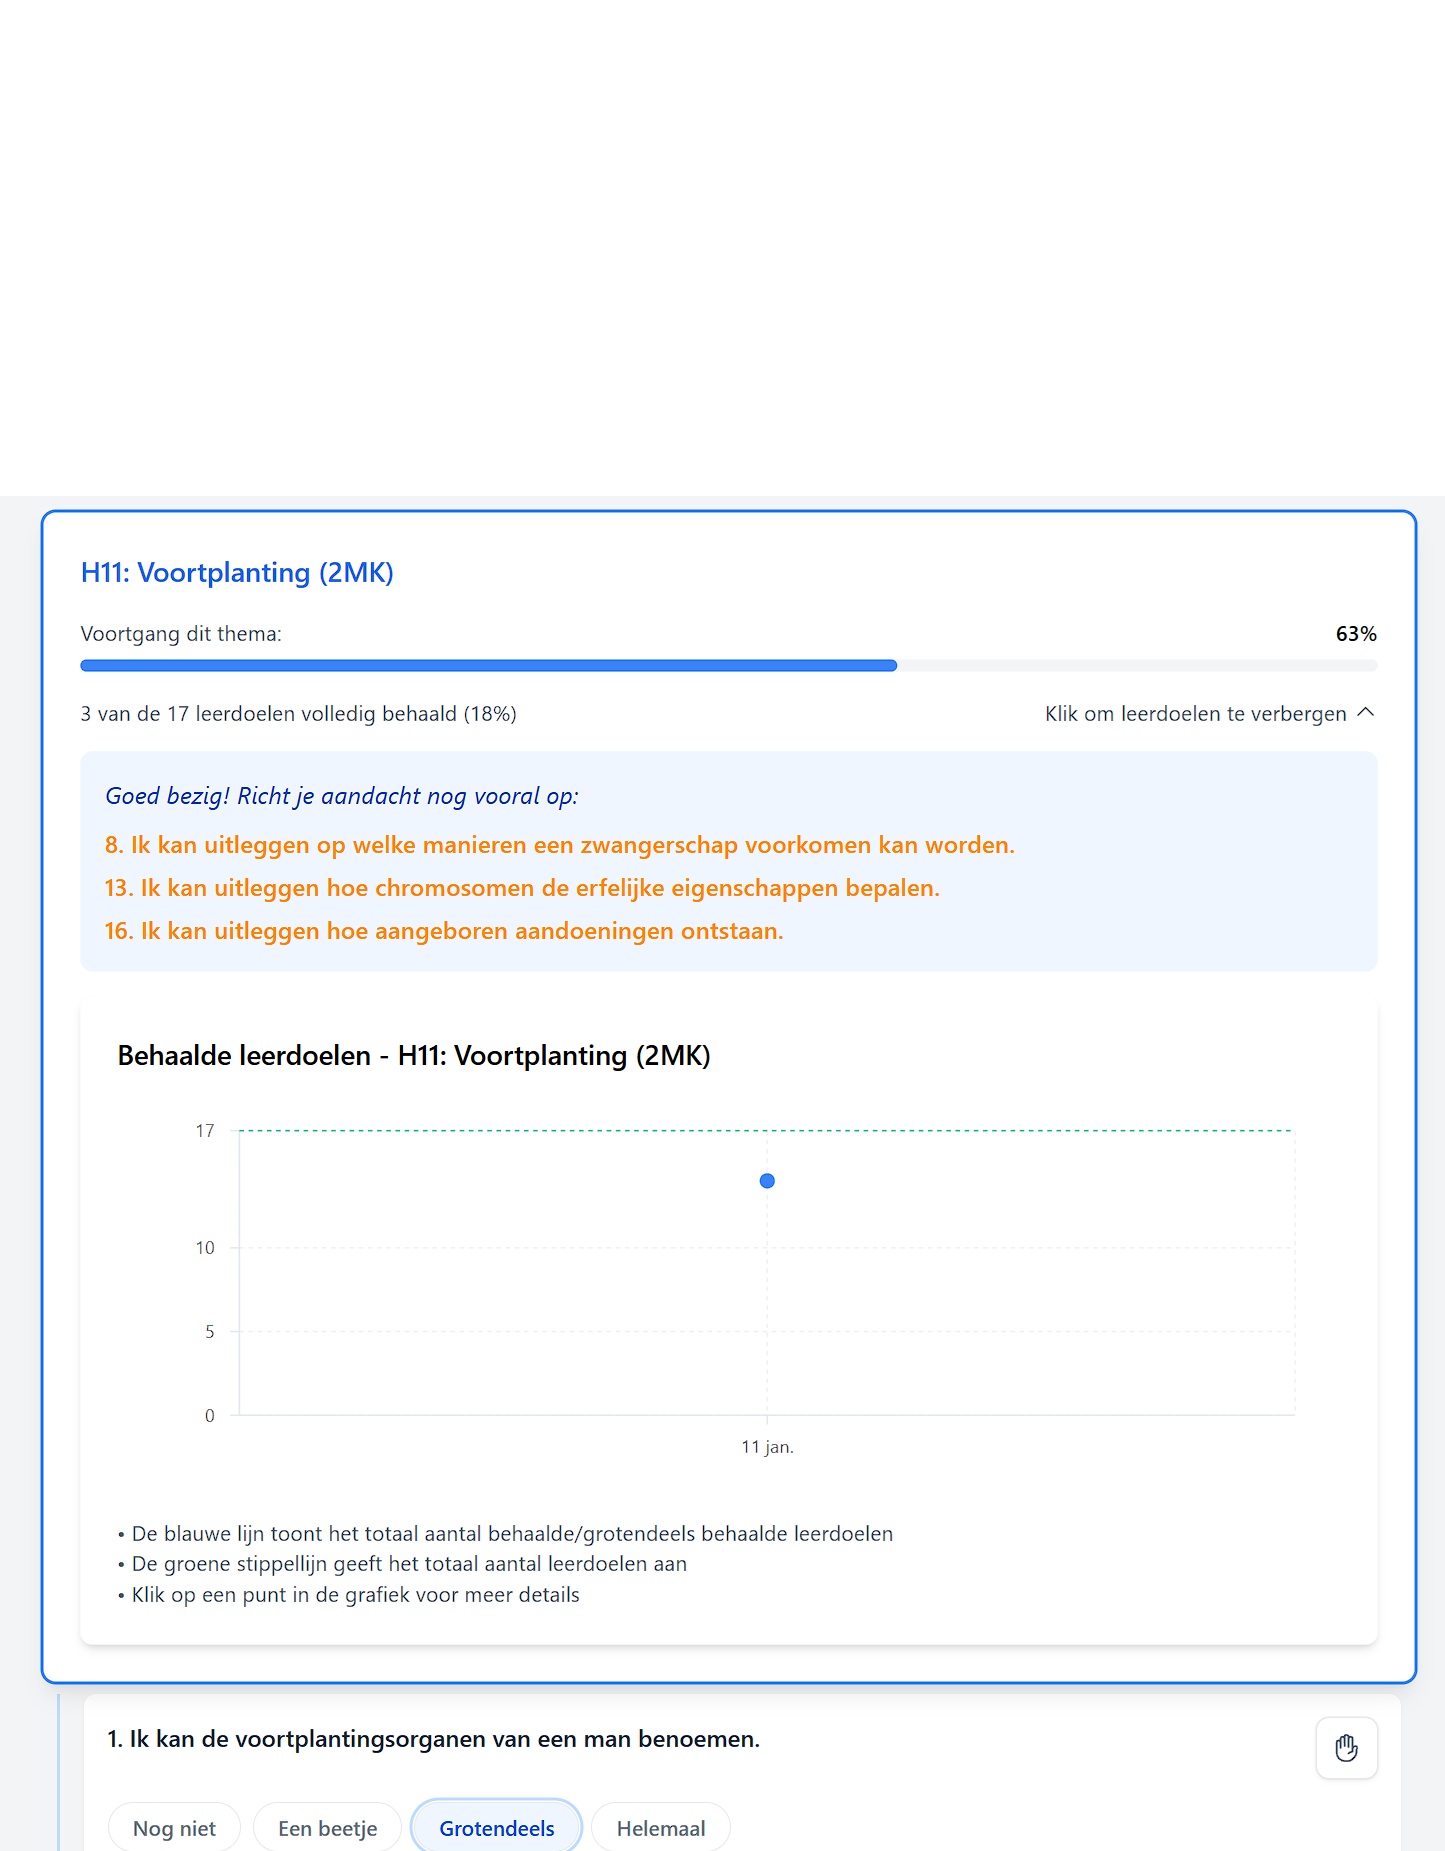 H11: Voortplanting (2MK)
Voortgang dit thema:
63%
3 van de 17 leerdoelen volledig behaald (18%)
Klik om leerdoelen te verbergen
Goed bezig! Richt je aandacht nog vooral op:
8. Ik kan uitleggen op welke manieren een zwangerschap voorkomen kan worden.
13. Ik kan uitleggen hoe chromosomen de erfelijke eigenschappen bepalen.
16. Ik kan uitleggen hoe aangeboren aandoeningen ontstaan.
Behaalde leerdoelen - H11: Voortplanting (2MK)
17
10
5
0
11 jan.
• De blauwe lijn toont het totaal aantal behaalde/grotendeels behaalde leerdoelen
• De groene stippellijn geeft het totaal aantal leerdoelen aan
• Klik op een punt in de grafiek voor meer details
1. Ik kan de voortplantingsorganen van een man benoemen.
Nog niet
Een beetje
Grotendeels
Helemaal